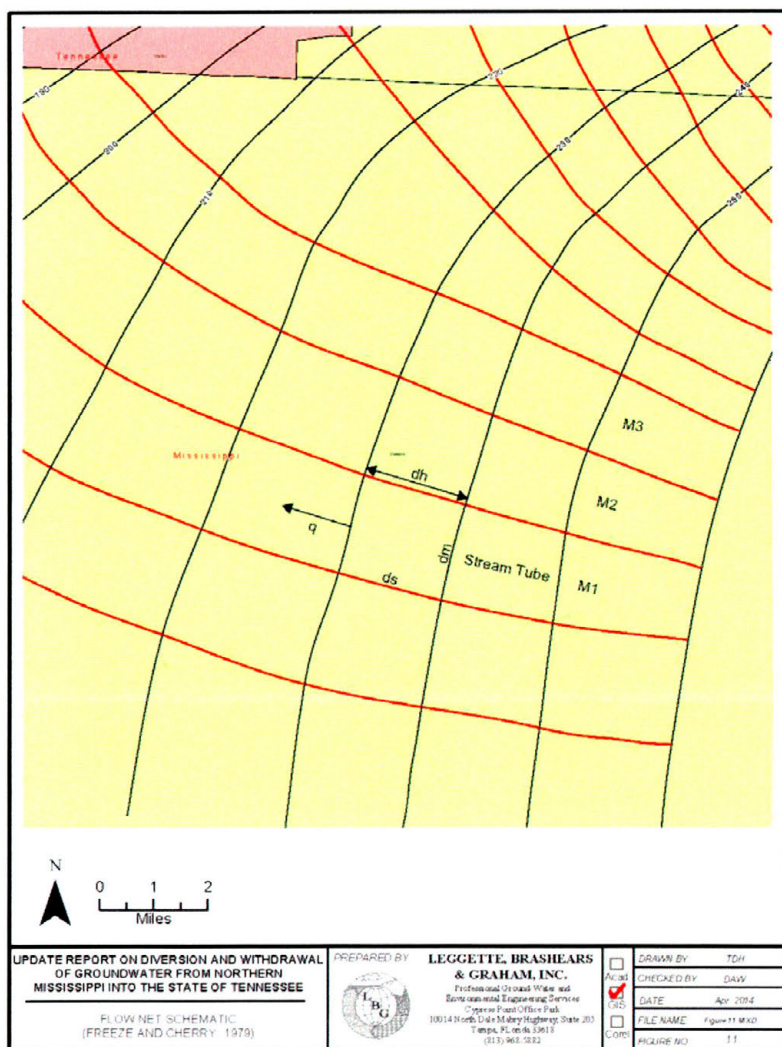 Tennessee
190
200
210
220
230
240
250
M3
Mississippi
dh
M2
q
dm
Stream Tube
ds
M1
N
0 1 2
Miles
UPDATE REPORT ON DIVERSION AND WITHDRAWAL
OF GROUNDWATER FROM NORTHERN
MISSISSIPPI INTO THE STATE OF TENNESSEE
FLOW NET SCHEMATIC
(FREEZE AND CHERRY 1979)
PREPARED BY
LBG
LEGGETTE, BRASHEARS
& GRAHAM, INC.
Professional Ground-Water and
Environmental Engineering Services
Cypress Point Office Park
10014 North Dale Mabry Highway, Suite 205
Tampa, FLorida 33618
(813) 968-5882
Acad
GIS
Corel
DRAWN BY TDH
CHECKED BY DAW
DATE Apr 2014
FILE NAME Figure11.MXD
FIGURE NO 11